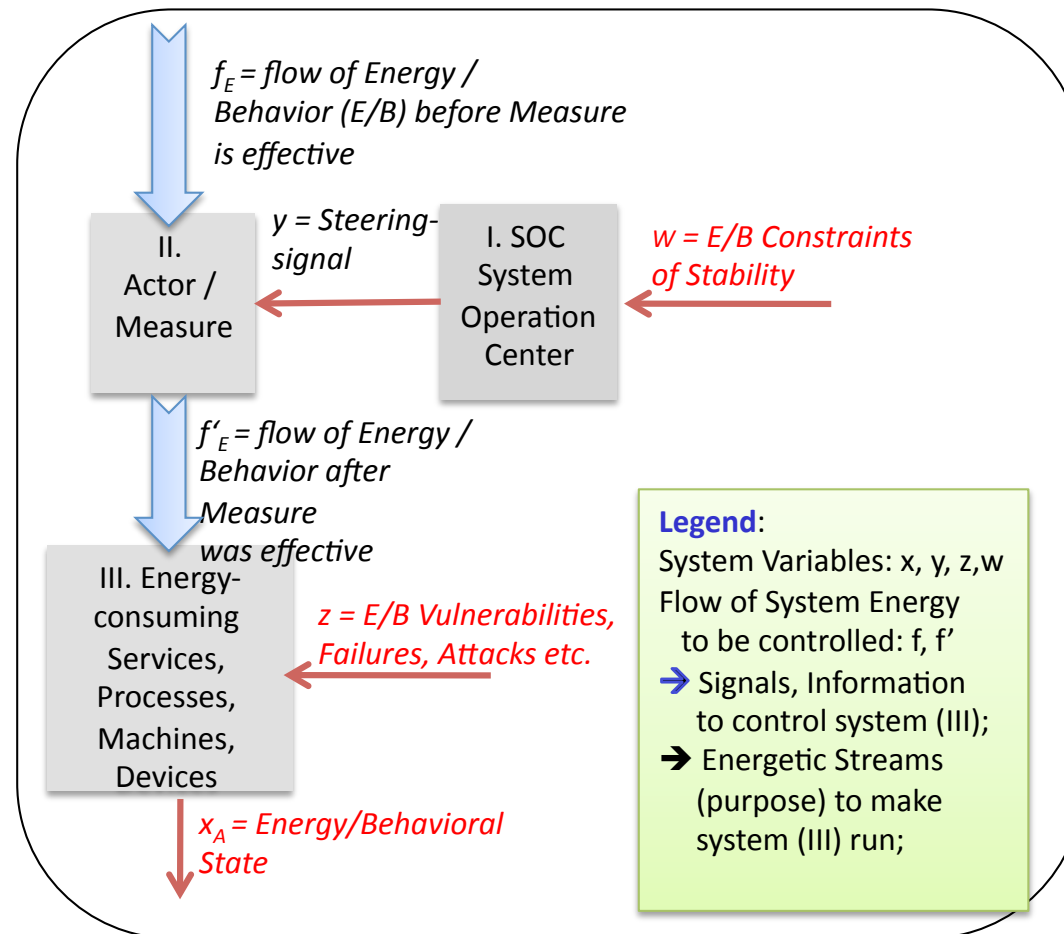 f_E = flow of Energy /
Behavior (E/B) before Measure
is effective
II.
Actor /
Measure
y = Steering-
signal
I. SOC
System
Operation
Center
w = E/B Constraints
of Stability
f‘_E = flow of Energy /
Behavior after
Measure
was effective
III. Energy-
consuming
Services,
Processes,
Machines,
Devices
z = E/B Vulnerabilities,
Failures, Attacks etc.
x_A = Energy/Behavioral
State
Legend:
System Variables: x, y, z,w
Flow of System Energy
to be controlled: f, f’
➔ Signals, Information
to control system (III);
➔ Energetic Streams
(purpose) to make
system (III) run;